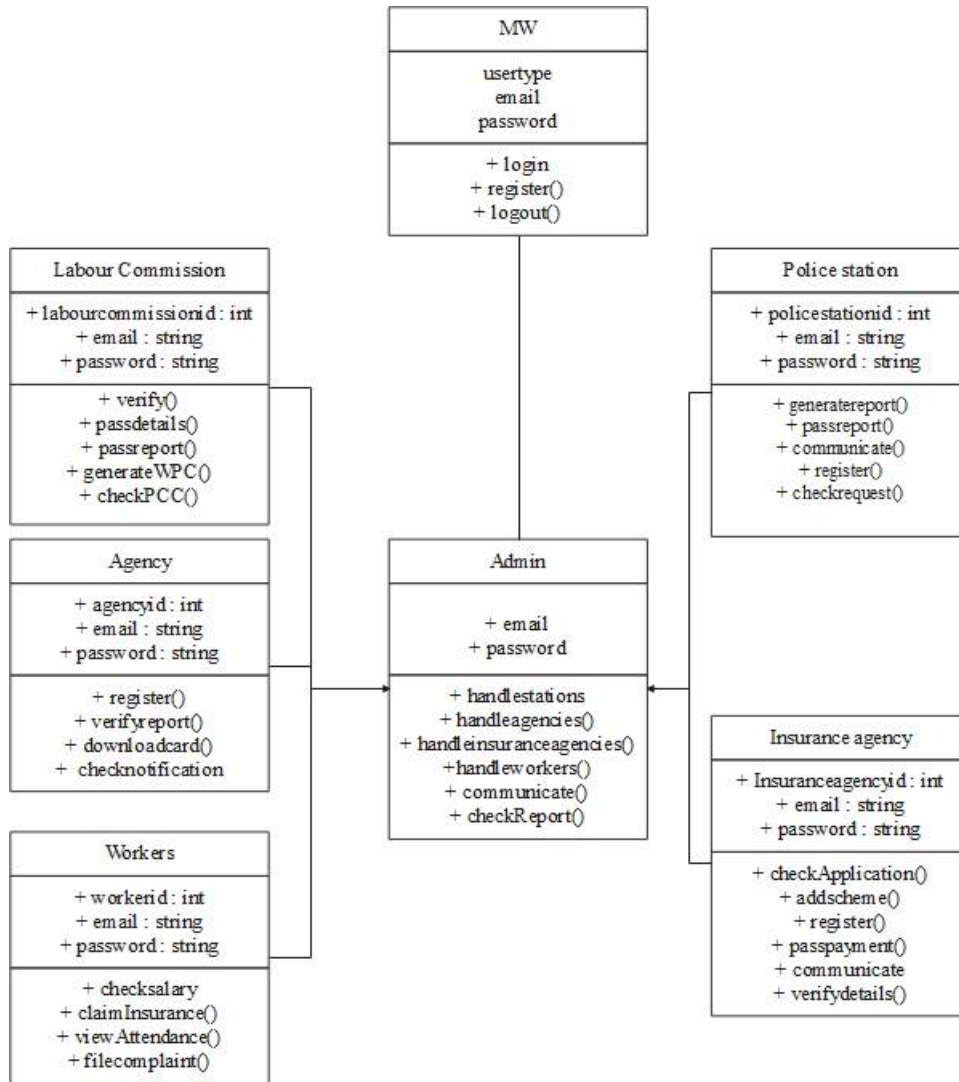 MW
usertype
email
password
+ login
+ register()
+ logout()
Labour Commission
+ labourcommissionid : int
+ email : string
+ password : string
+ verify()
+ passdetails()
+ passreport()
+ generateWPC()
+ checkPCC()
Police station
+ policestationid : int
+ email : string
+ password : string
+ generatereport()
+ passreport()
+ communicate()
+ register()
+ checkrequest()
Agency
+ agencyid : int
+ email : string
+ password : string
+ register()
+ verifyreport()
+ downloadcard()
+ checknotification
Admin
+ email
+ password
+ handlestations
+ handleagencies()
+ handleinsuranceagencies()
+handleworkers()
+ communicate()
+ checkReport()
Insurance agency
+ Insuranceagencyid : int
+ email : string
+ password : string
+ checkApplication()
+ addscheme()
+ register()
+ passpayment()
+ communicate
+ verifydetails()
Workers
+ workerid : int
+ email : string
+ password : string
+ checksalary
+ claimInsurance()
+ viewAttendance()
+ filecomplaint()